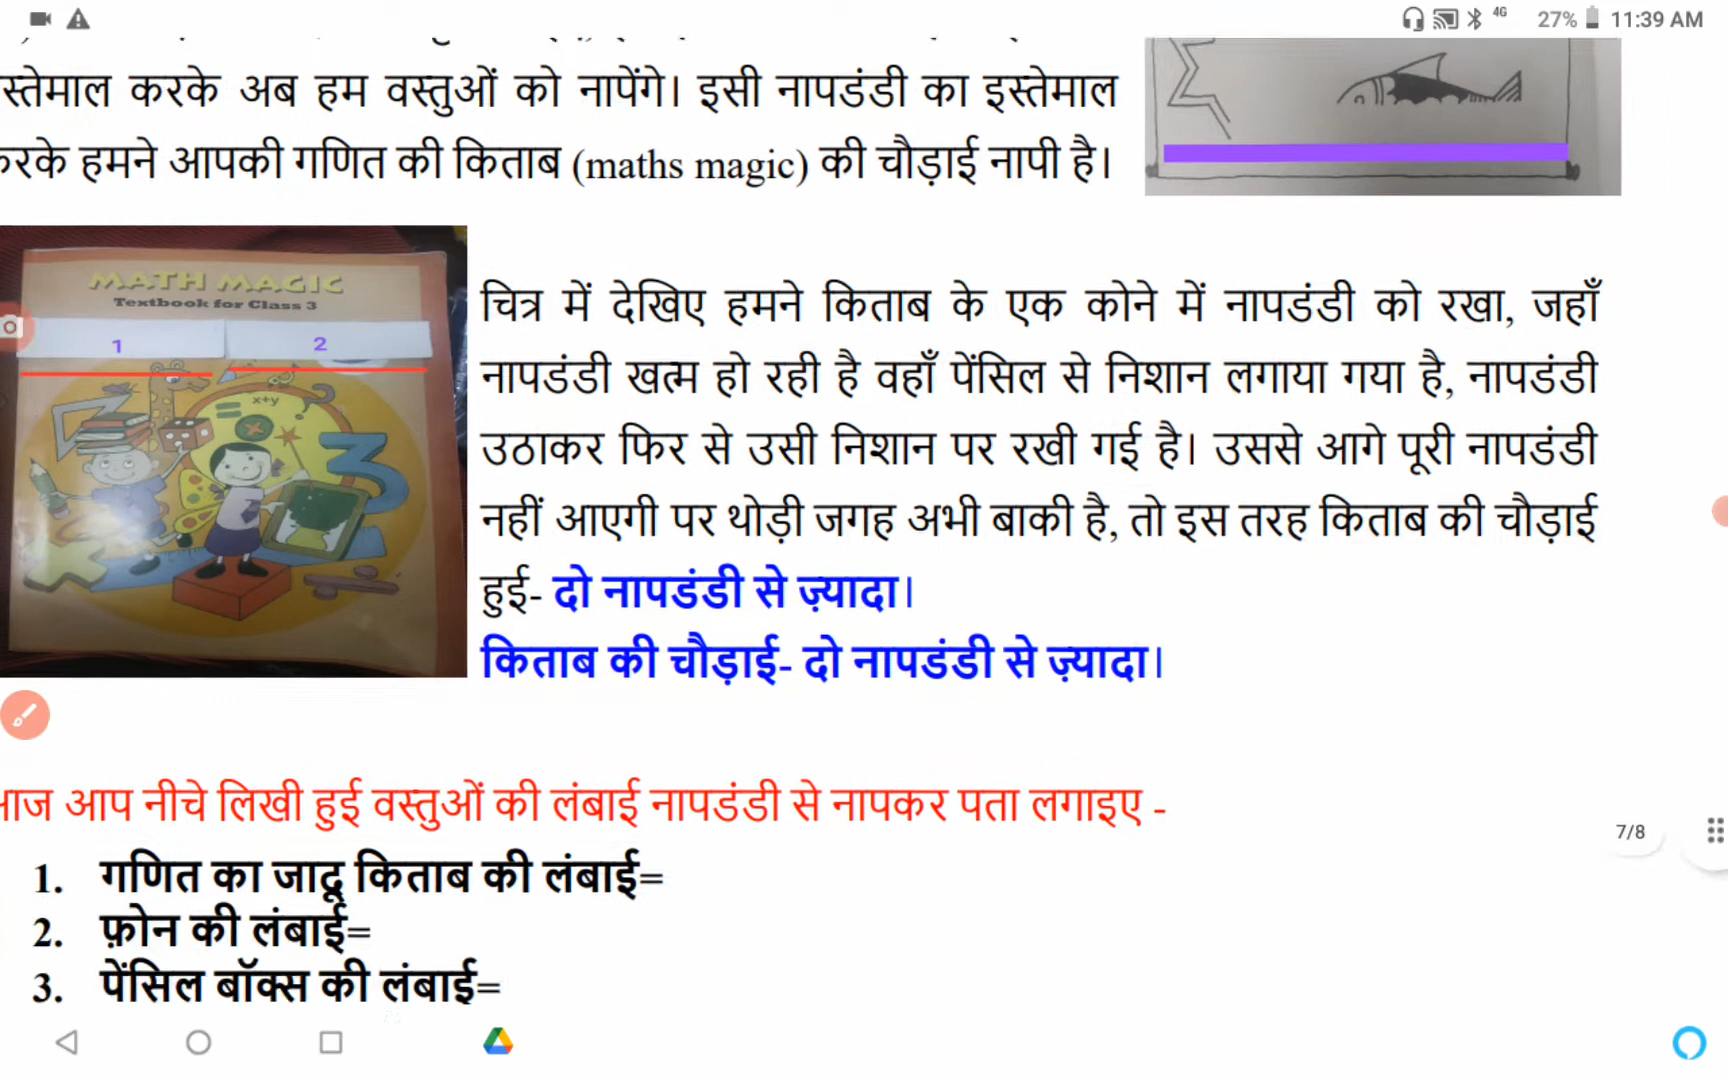 4G 27% 11:39 AM
स्तेमाल करके अब हम वस्तुओं को नापेंगे। इसी नापडंडी का इस्तेमाल
करके हमने आपकी गणित की किताब (maths magic) की चौड़ाई नापी है।
MATH MAGIC
Textbook for Class 3
1 2
x+y
3
चित्र में देखिए हमने किताब के एक कोने में नापडंडी को रखा, जहाँ
नापडंडी खत्म हो रही है वहाँ पेंसिल से निशान लगाया गया है, नापडंडी
उठाकर फिर से उसी निशान पर रखी गई है। उससे आगे पूरी नापडंडी
नहीं आएगी पर थोड़ी जगह अभी बाकी है, तो इस तरह किताब की चौड़ाई
हुई- दो नापडंडी से ज़्यादा।
किताब की चौड़ाई- दो नापडंडी से ज़्यादा।
आज आप नीचे लिखी हुई वस्तुओं की लंबाई नापडंडी से नापकर पता लगाइए -
7/8
1. गणित का जादू किताब की लंबाई=
2. फ़ोन की लंबाई=
3. पेंसिल बॉक्स की लंबाई=